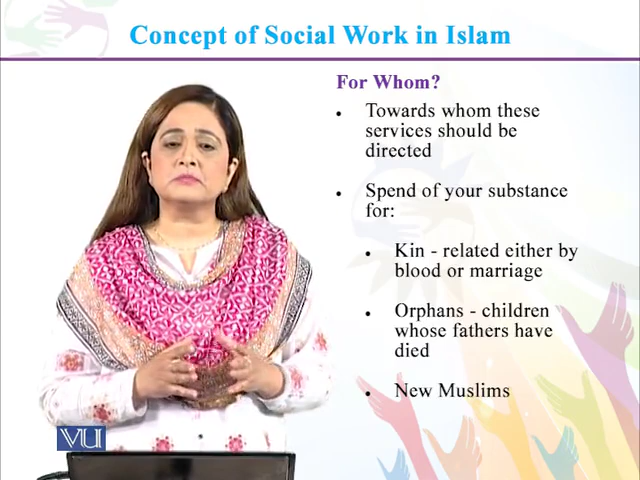 Concept of Social Work in Islam
For Whom?
• Towards whom these
services should be
directed
• Spend of your substance
for:
• Kin - related either by
blood or marriage
• Orphans - children
whose fathers have
died
• New Muslims
VU